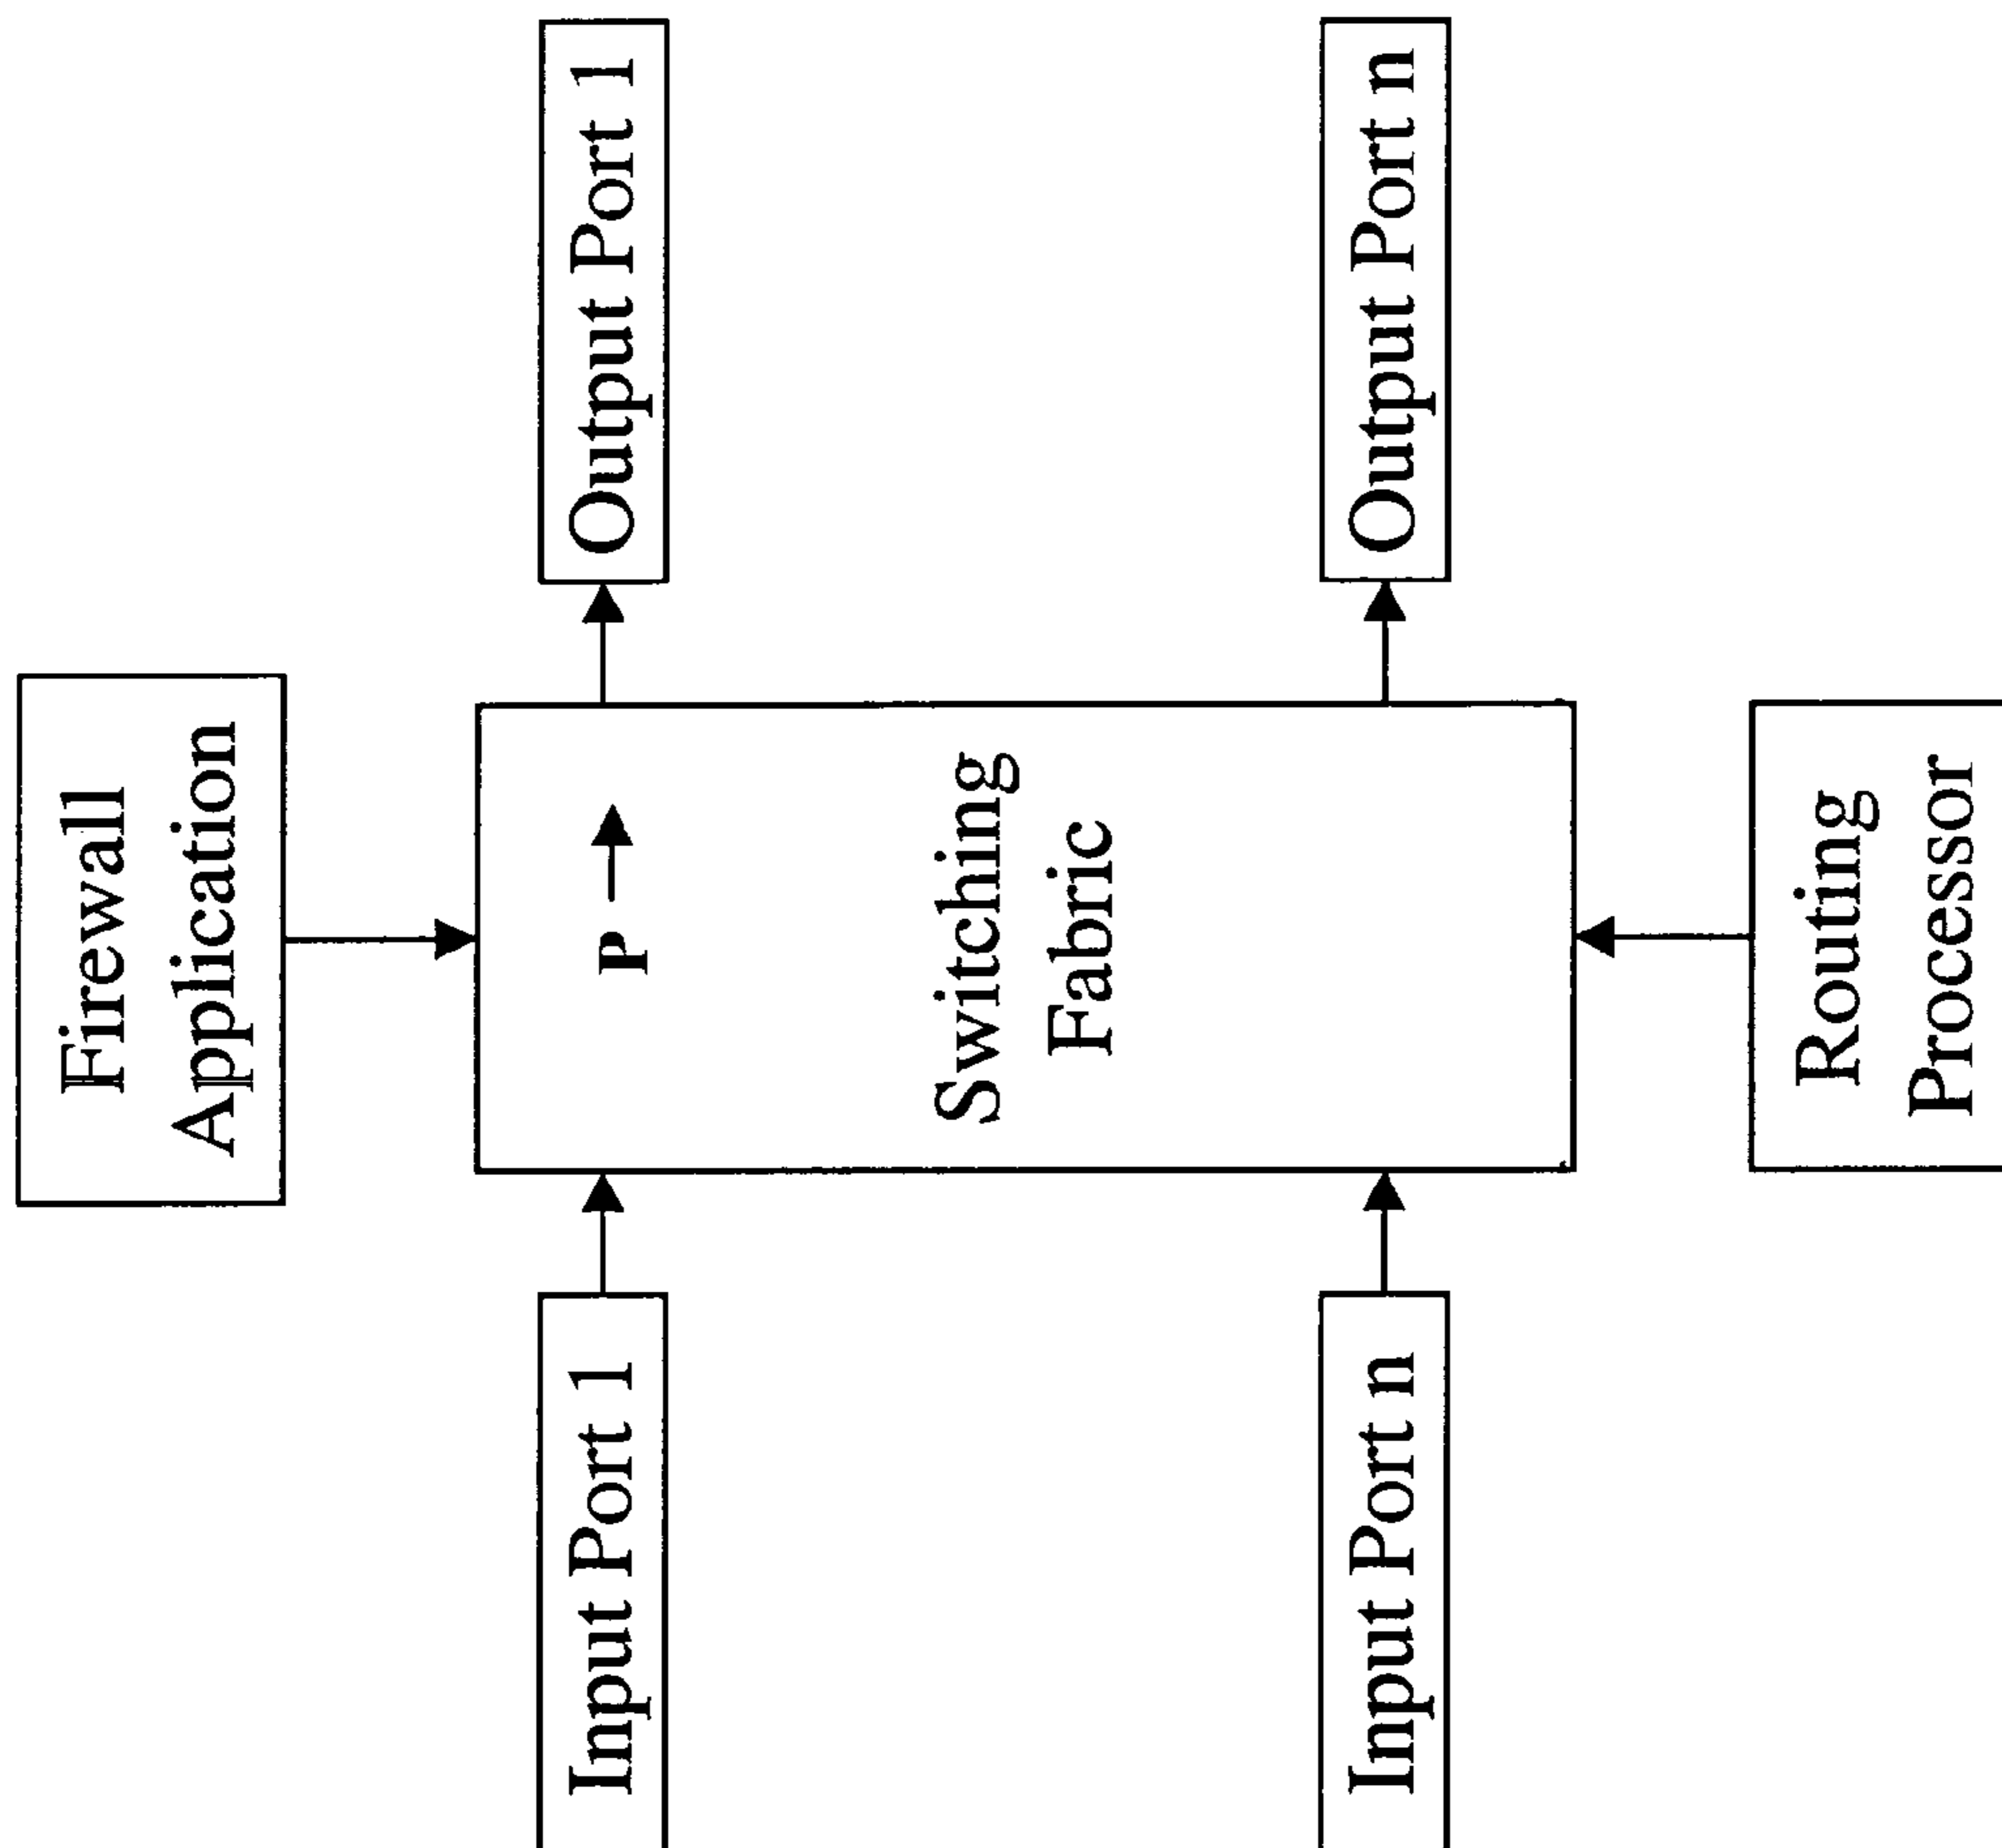 Firewall
Application
Input Port 1
P
Output Port 1
Switching
Fabric
Input Port n
Output Port n
Routing
Processor